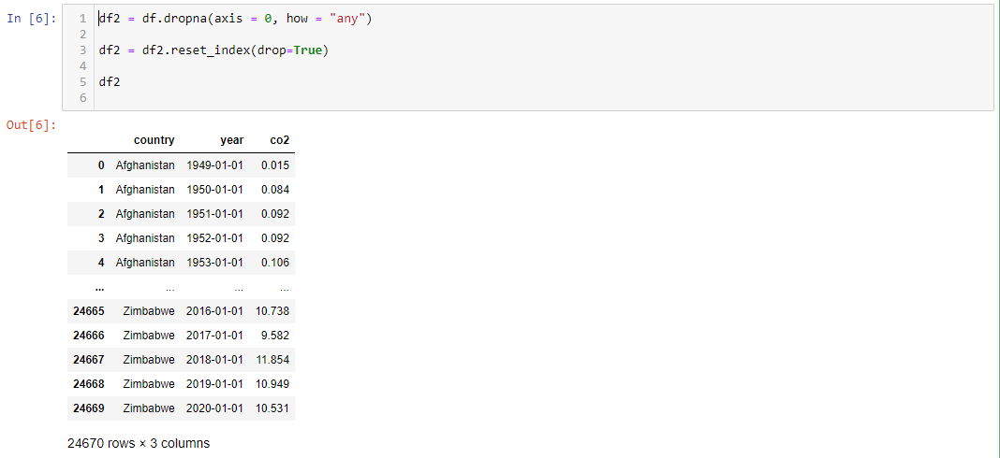 In [6]:
1 df2 = df.dropna(axis = 0, how = "any")
2
3 df2 = df2.reset_index(drop=True)
4
5 df2
6
Out[6]:
country year co2
0 Afghanistan 1949-01-01 0.015
1 Afghanistan 1950-01-01 0.084
2 Afghanistan 1951-01-01 0.092
3 Afghanistan 1952-01-01 0.092
4 Afghanistan 1953-01-01 0.106
... ... ... ...
24665 Zimbabwe 2016-01-01 10.738
24666 Zimbabwe 2017-01-01 9.582
24667 Zimbabwe 2018-01-01 11.854
24668 Zimbabwe 2019-01-01 10.949
24669 Zimbabwe 2020-01-01 10.531
24670 rows × 3 columns